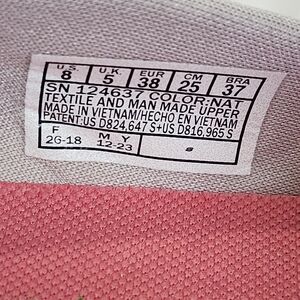 U.S. U.K. EUR CM BRA
8 5 38 25 37
SN 124637 COLOR:NAT
TEXTILE AND MAN MADE UPPER
MADE IN VIETNAM/HECHO EN VIETNAM
PATENT:US D824,647 S+US D816,965 S
F M Y
2G-18 12-23